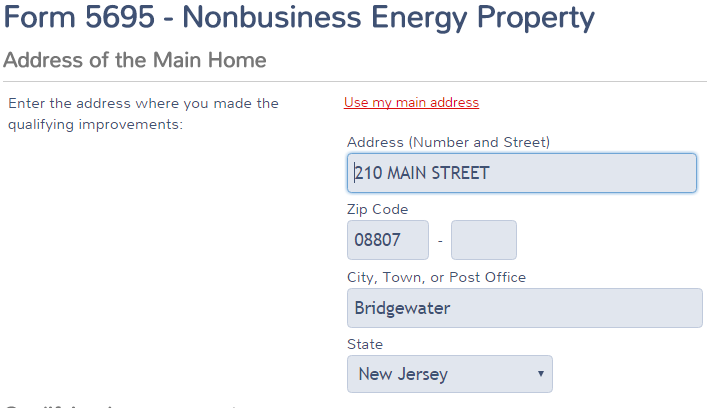 Form 5695 - Nonbusiness Energy Property
Address of the Main Home
Enter the address where you made the
qualifying improvements:
Use my main address
Address (Number and Street)
210 MAIN STREET
Zip Code
08807 -
City, Town, or Post Office
Bridgewater
State
New Jersey